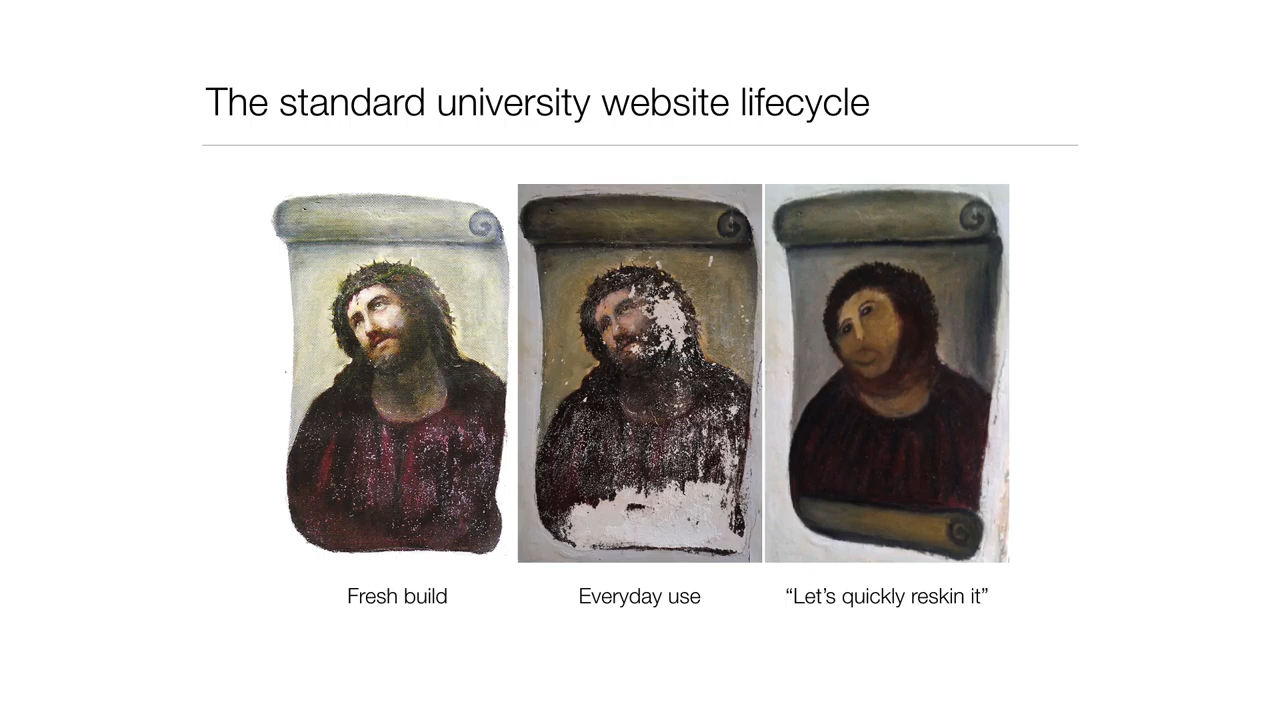 The standard university website lifecycle
Fresh build
Everyday use
“Let’s quickly reskin it”